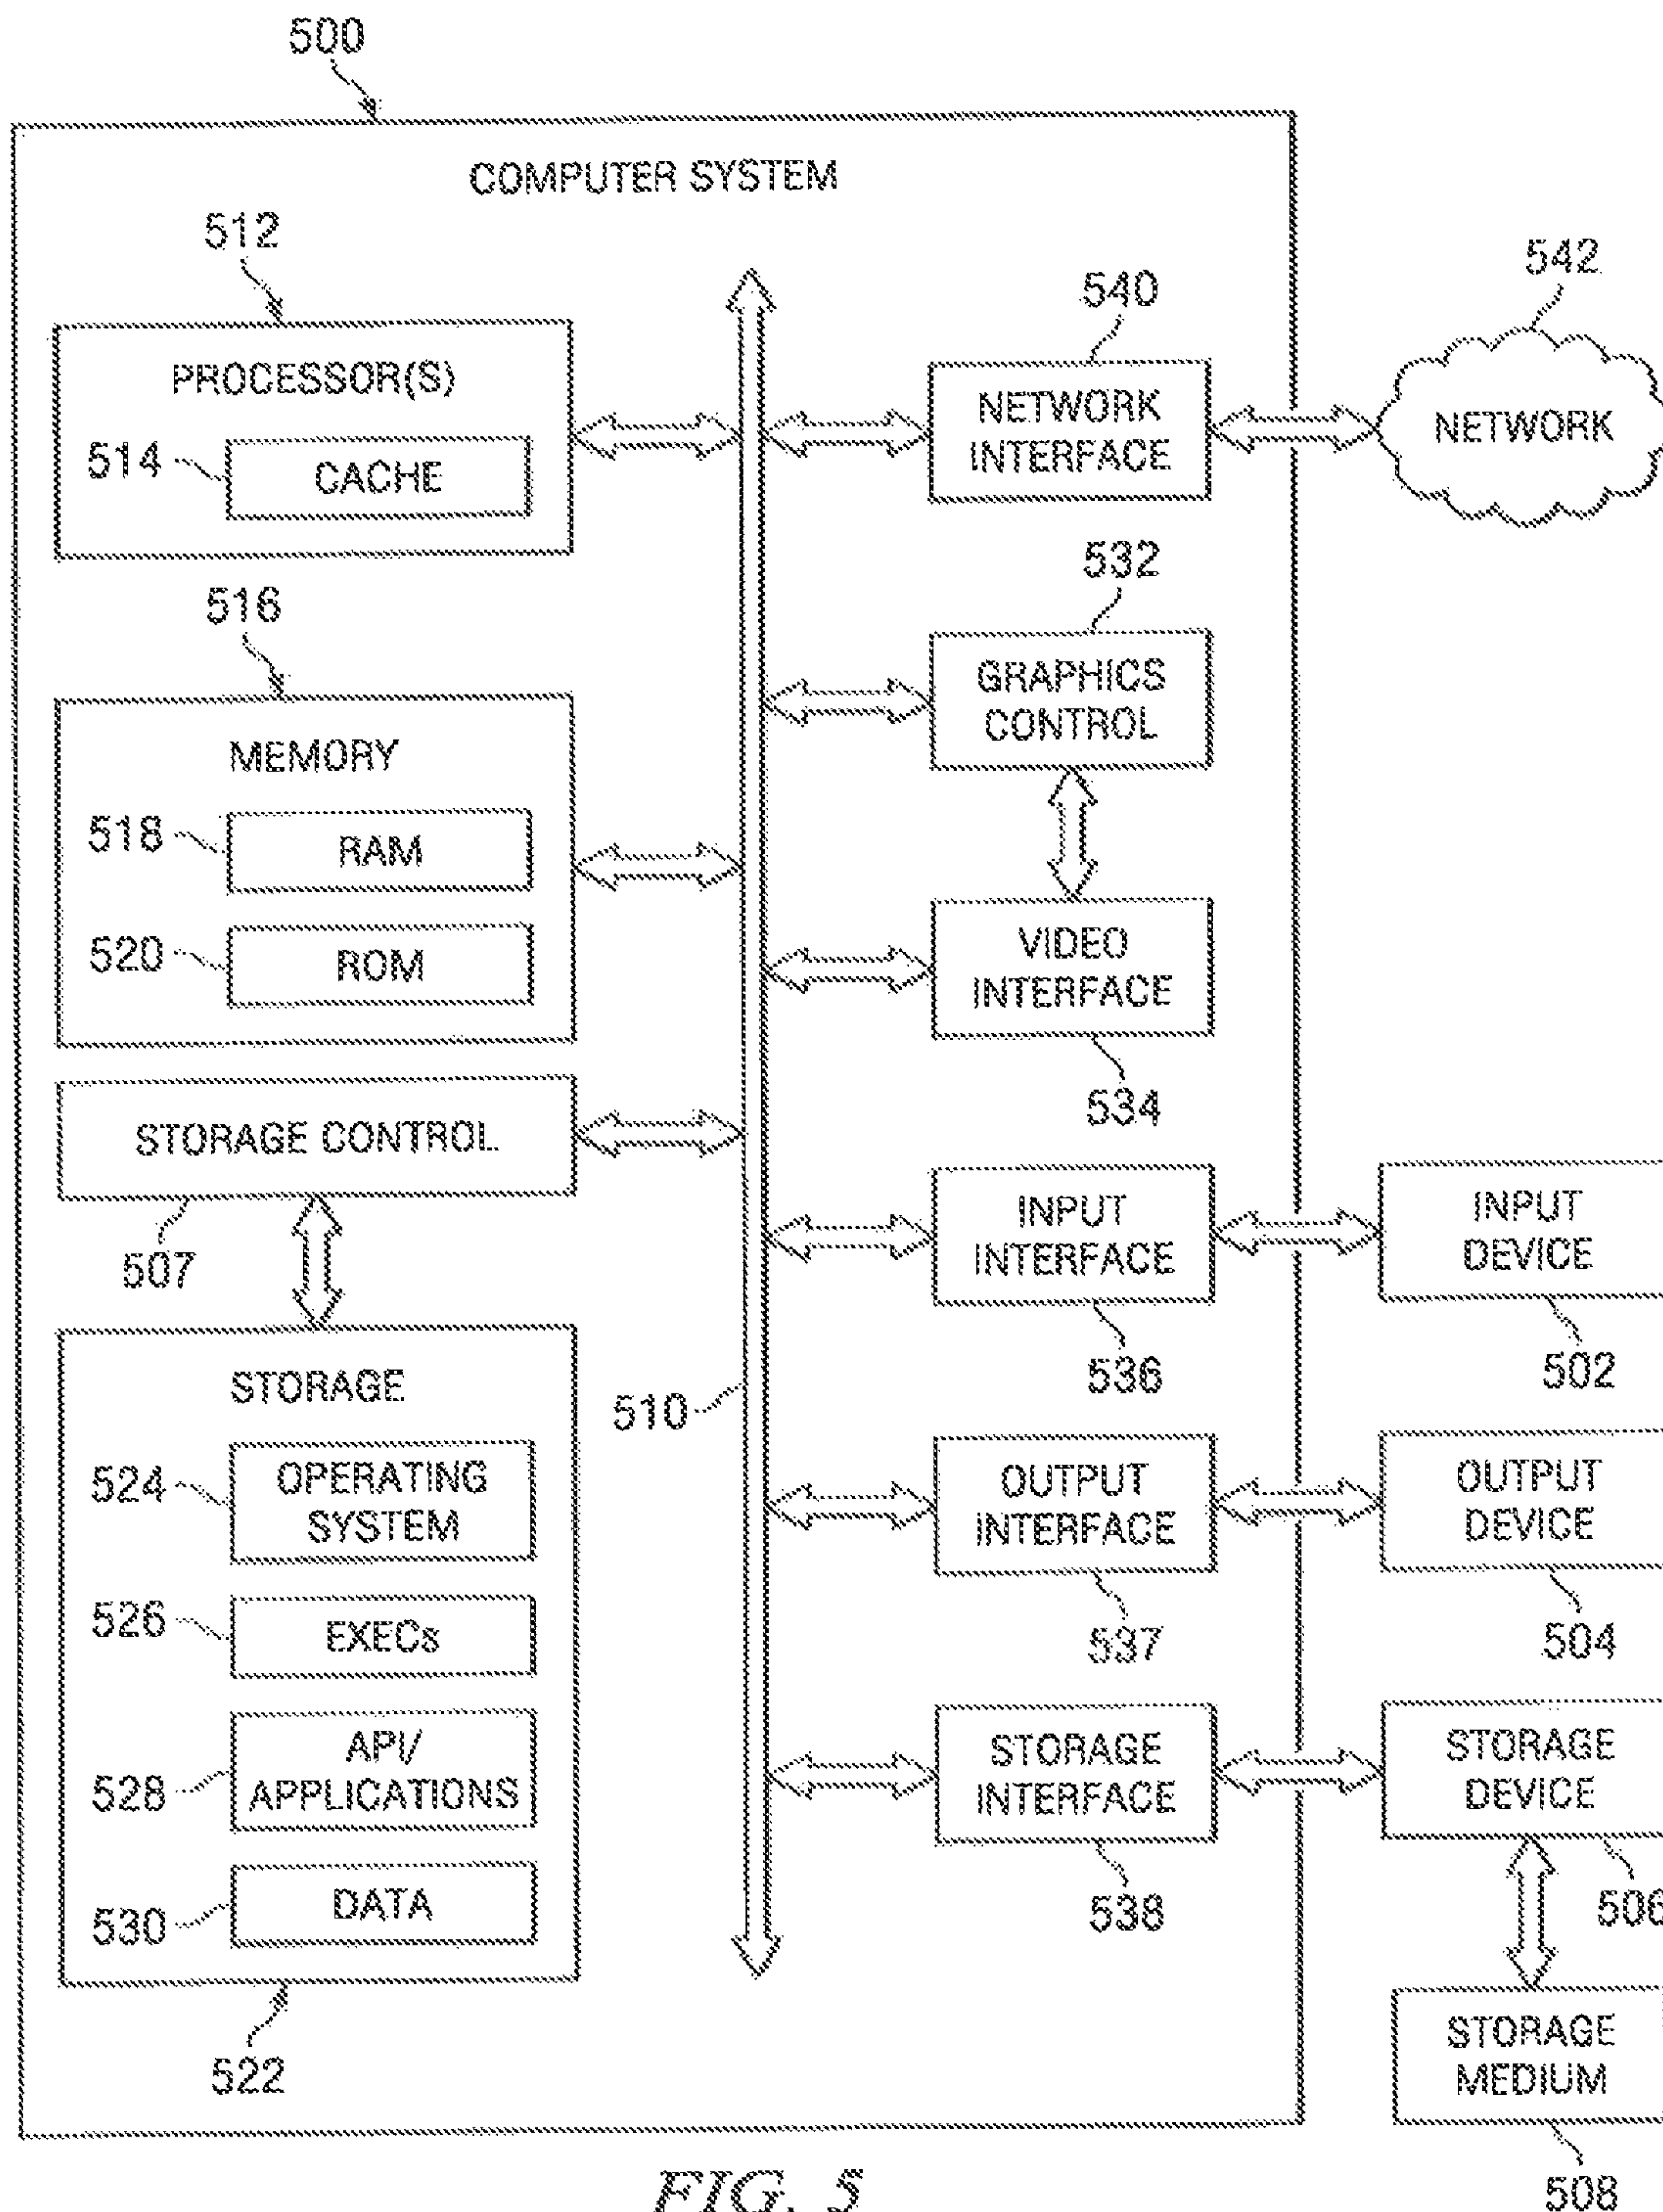 500
COMPUTER SYSTEM
512
PROCESSOR(S)
514
CACHE
516
MEMORY
518
RAM
520
ROM
STORAGE CONTROL
507
STORAGE
524
OPERATING
SYSTEM
526
EXECs
528
API/
APPLICATIONS
530
DATA
522
510
540
NETWORK
INTERFACE
542
NETWORK
532
GRAPHICS
CONTROL
VIDEO
INTERFACE
534
INPUT
INTERFACE
536
INPUT
DEVICE
502
OUTPUT
INTERFACE
537
OUTPUT
DEVICE
504
STORAGE
INTERFACE
538
STORAGE
DEVICE
506
STORAGE
MEDIUM
508
FIG. 5